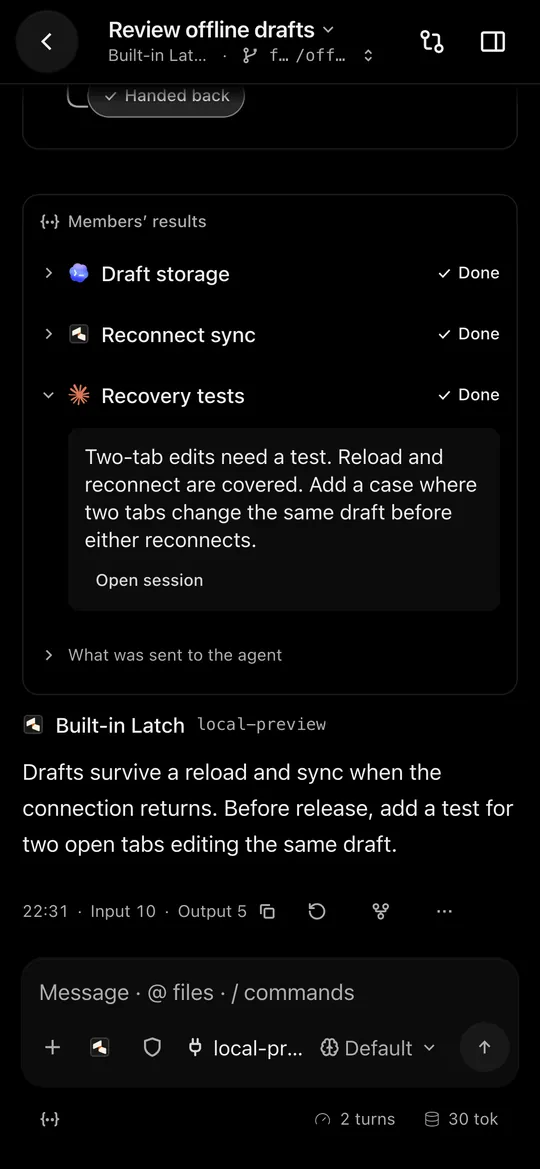 Review offline drafts
Built-in Lat... · f... /off...
Handed back
{··} Members’ results
Draft storage
Done
Reconnect sync
Done
Recovery tests
Done
Two-tab edits need a test. Reload and
reconnect are covered. Add a case where
two tabs change the same draft before
either reconnects.
Open session
What was sent to the agent
Built-in Latch local-preview
Drafts survive a reload and sync when the
connection returns. Before release, add a test for
two open tabs editing the same draft.
22:31 · Input 10 · Output 5
Message · @ files · / commands
local-pr... Default
{··} 2 turns 30 tok